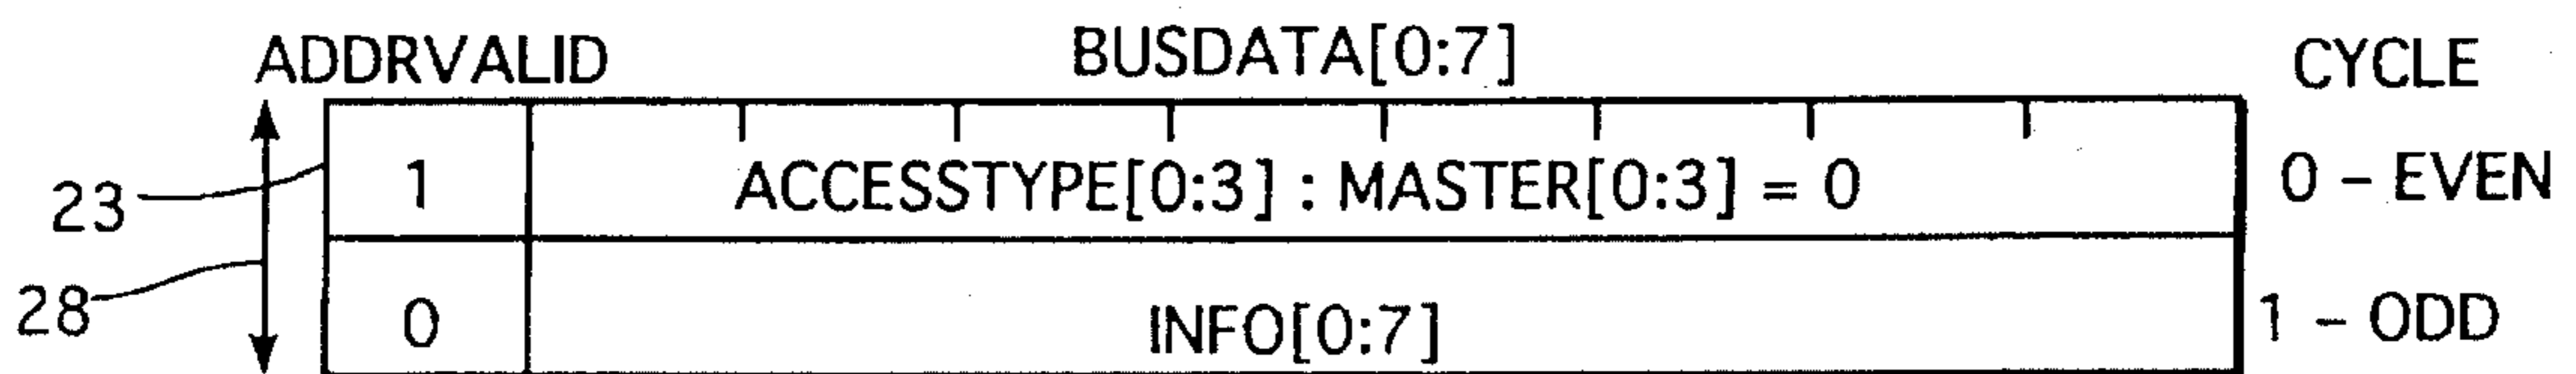 ADDRVALID BUSDATA[0:7] CYCLE
23 1 ACCESSTYPE[0:3] : MASTER[0:3] = 0 0 – EVEN
28 0 INFO[0:7] 1 – ODD